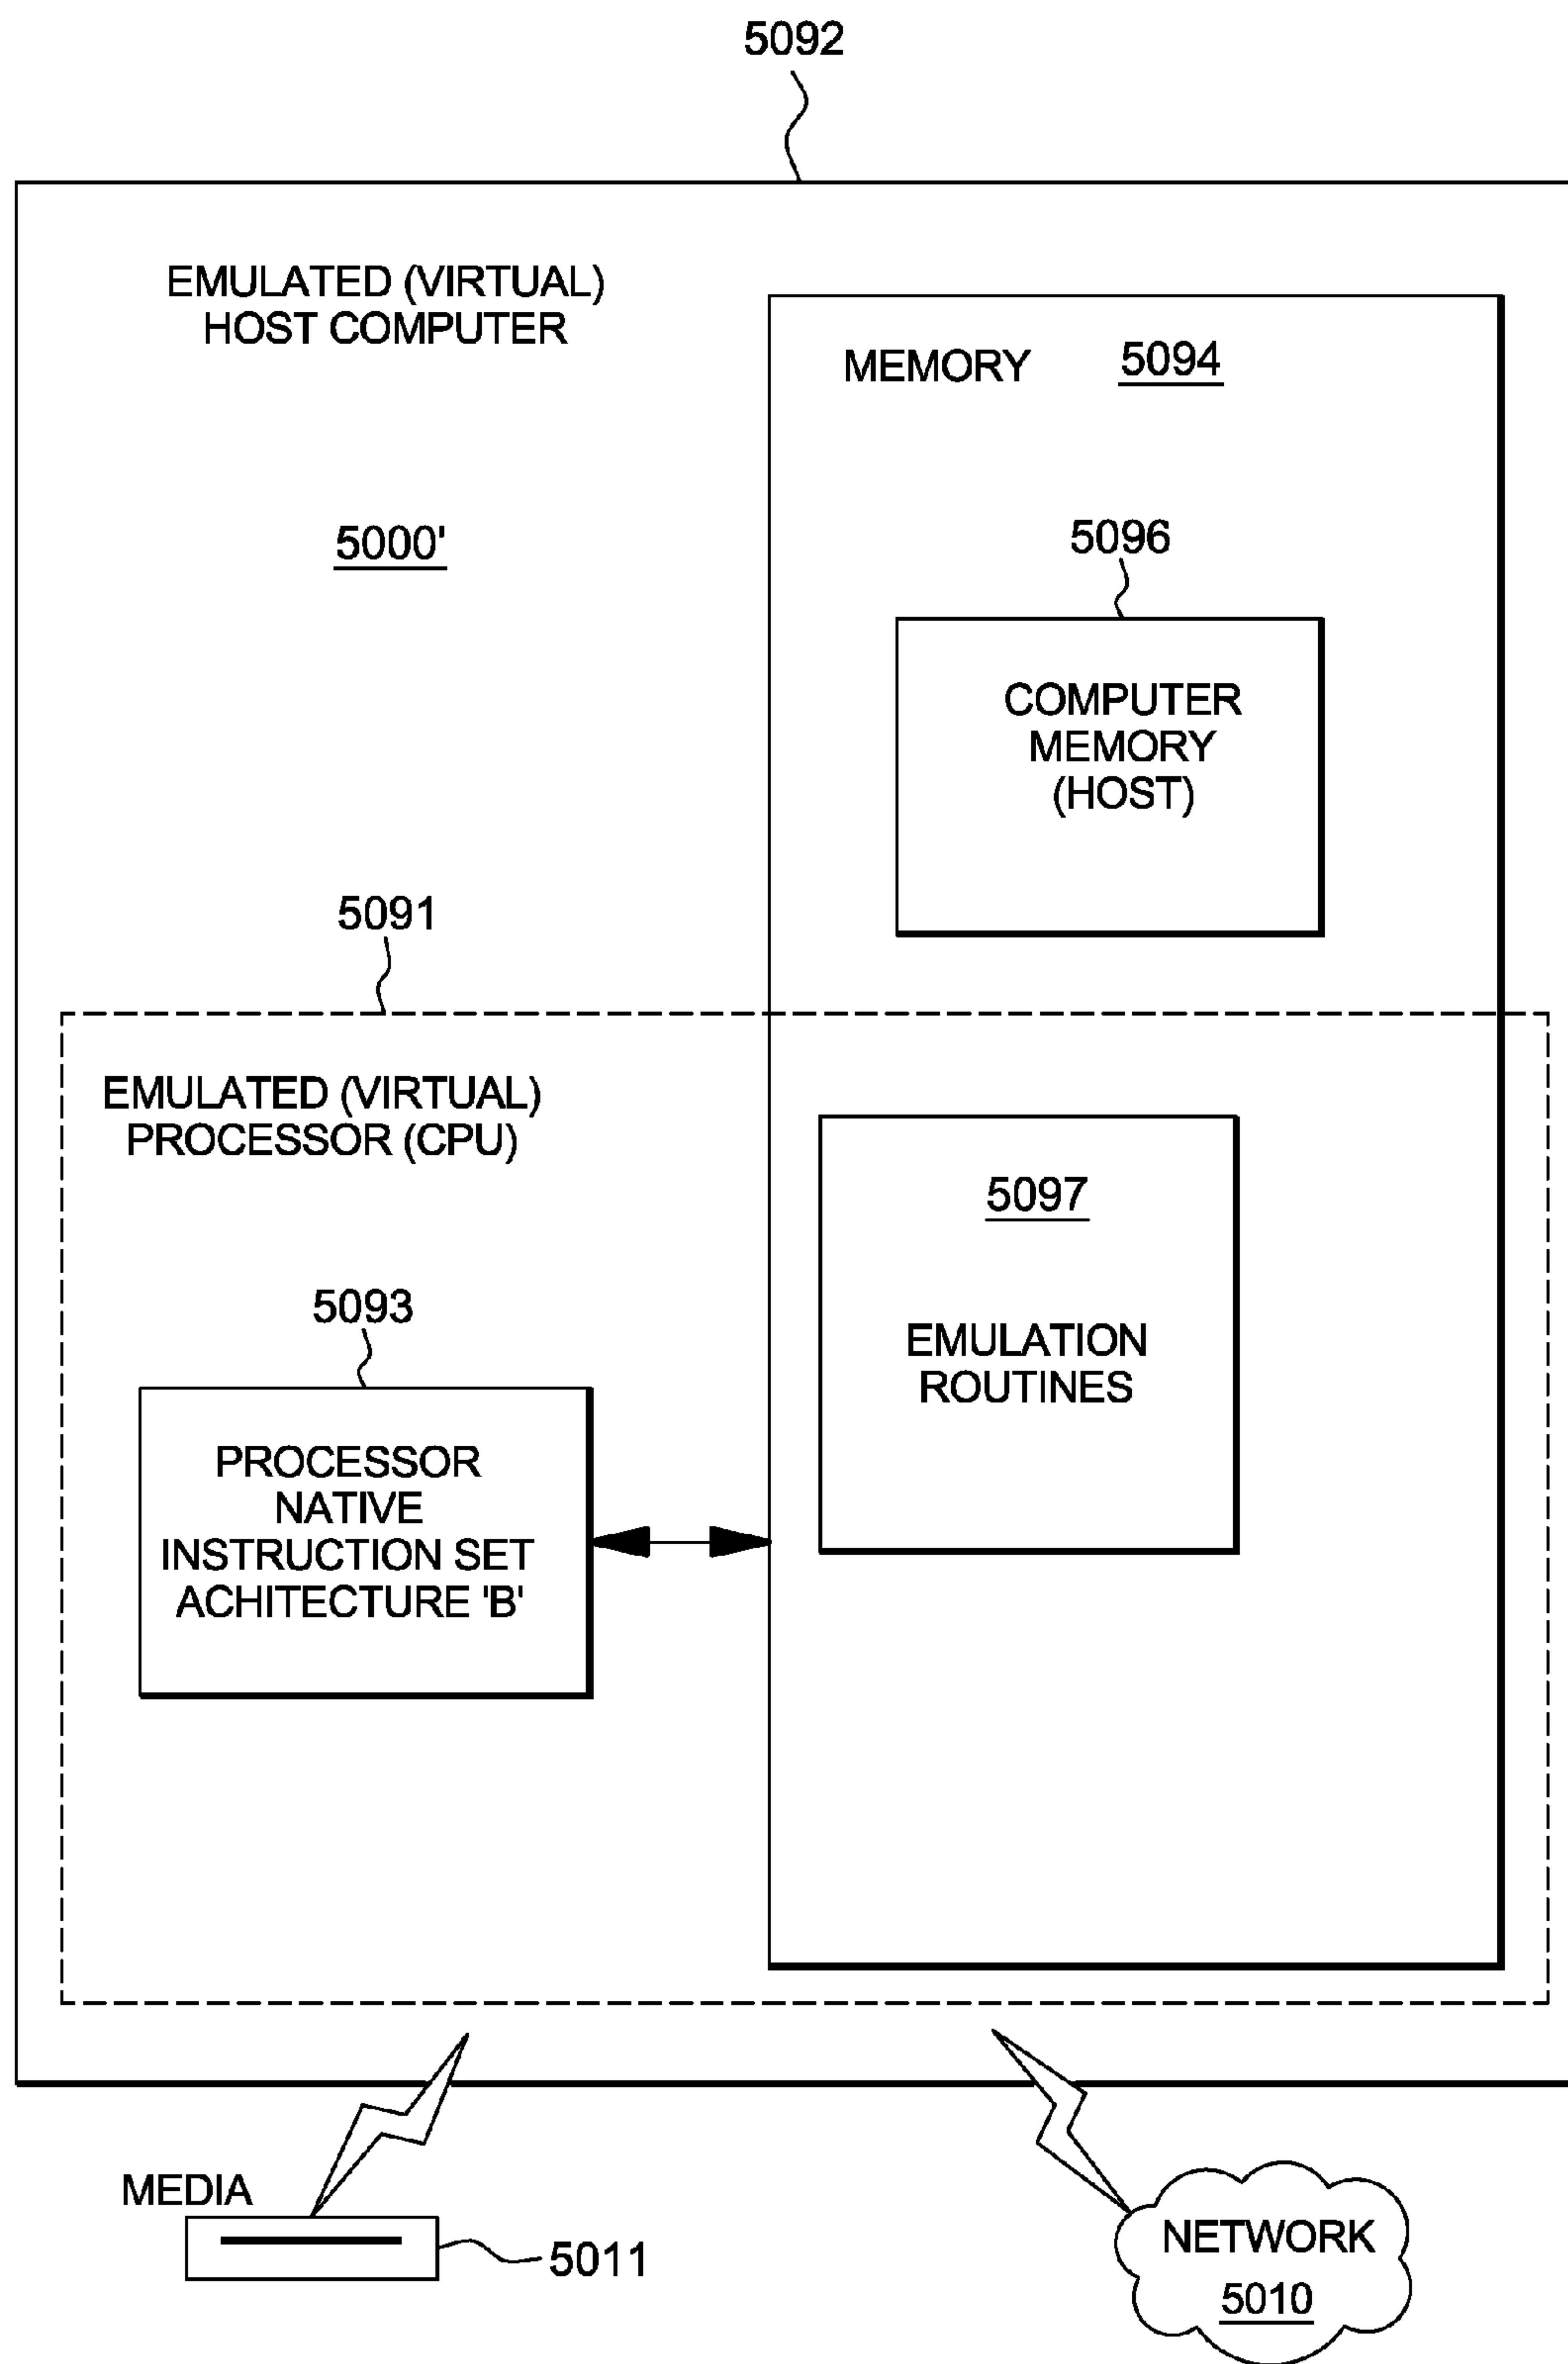 5092
EMULATED (VIRTUAL)
HOST COMPUTER
MEMORY 5094
5000'
5096
COMPUTER
MEMORY
(HOST)
5091
EMULATED (VIRTUAL)
PROCESSOR (CPU)
5097
EMULATION
ROUTINES
5093
PROCESSOR
NATIVE
INSTRUCTION SET
ACHITECTURE 'B'
MEDIA
5011
NETWORK
5010